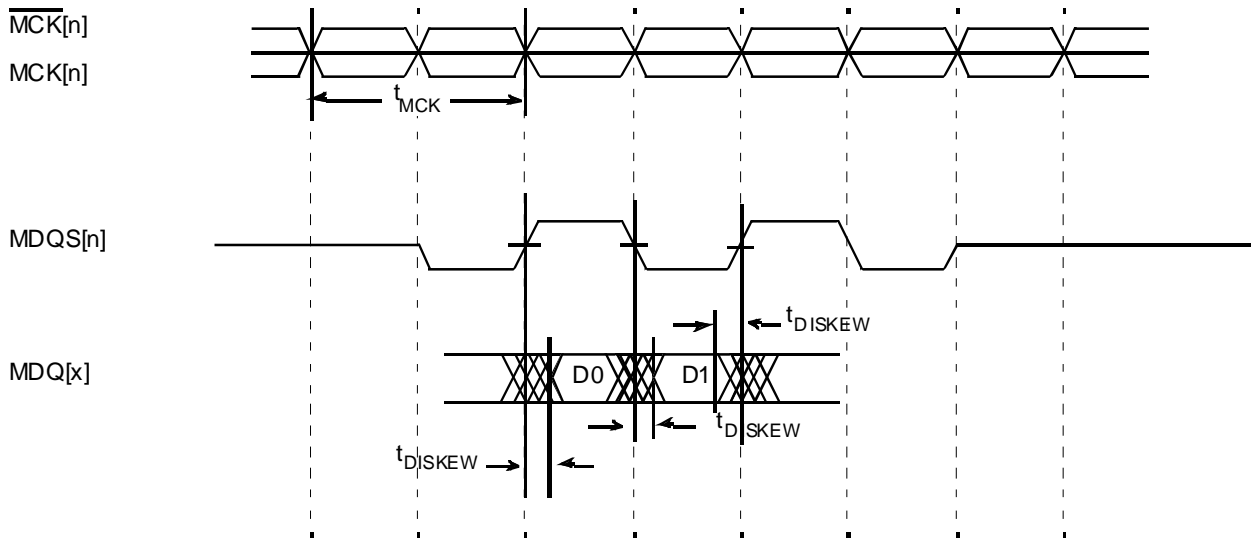 MCK[n]
MCK[n]
tMCK
MDQS[n]
tDISKEW
MDQ[x]
D0 D1
tDISKEW
tDISKEW